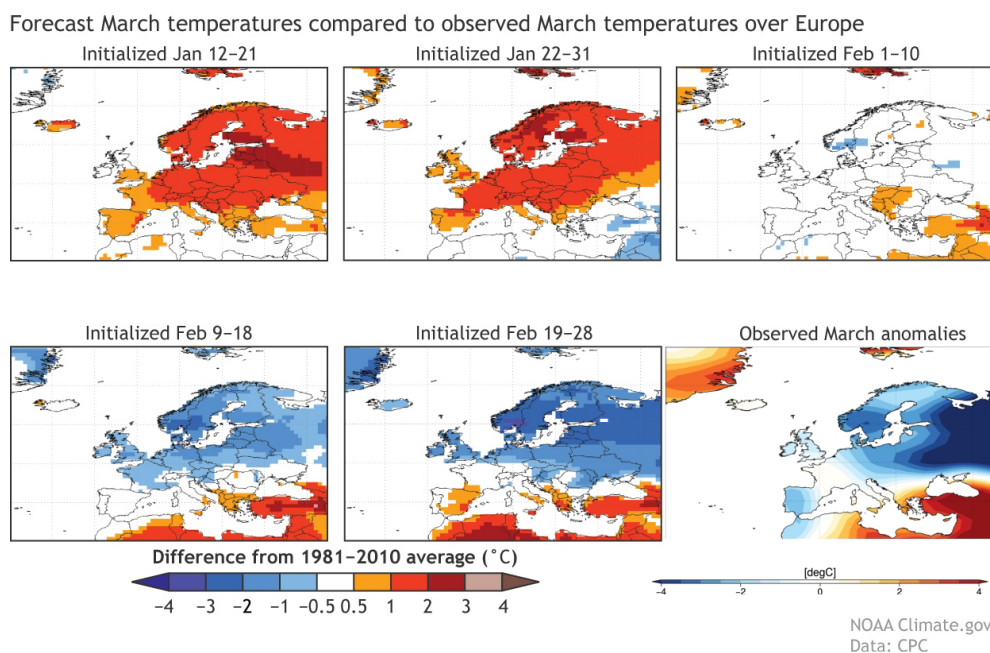 Forecast March temperatures compared to observed March temperatures over Europe
Initialized Jan 12–21
Initialized Jan 22–31
Initialized Feb 1–10
Initialized Feb 9–18
Initialized Feb 19–28
Observed March anomalies
Difference from 1981–2010 average (°C)
−4 −3 −2 −1 −0.5 0.5 1 2 3 4
[degC]
−4 −2 0 2 4
NOAA Climate.gov
Data: CPC